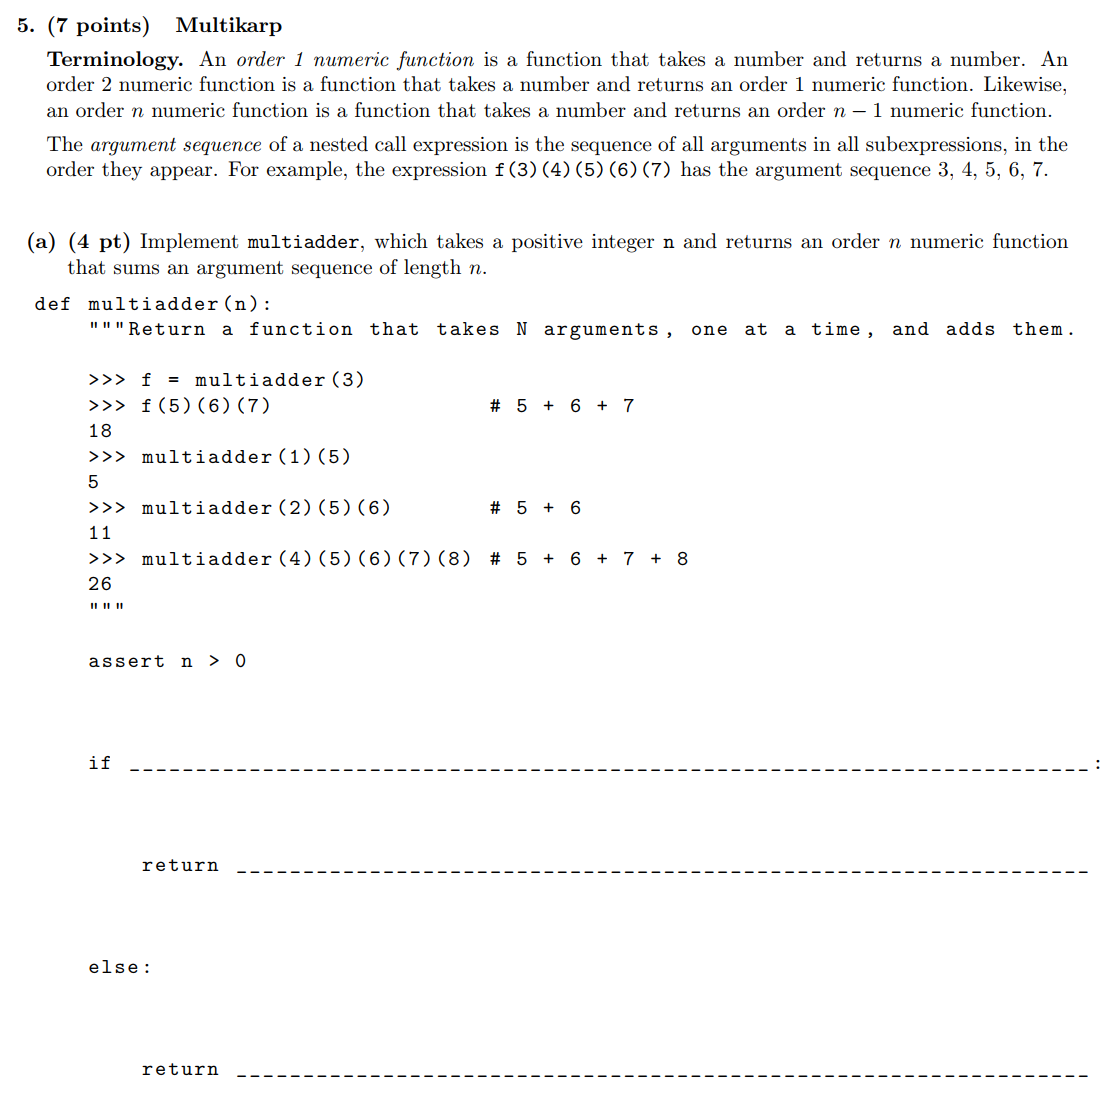 5. (7 points) Multikarp
Terminology. An order 1 numeric function is a function that takes a number and returns a number. An
order 2 numeric function is a function that takes a number and returns an order 1 numeric function. Likewise,
an order n numeric function is a function that takes a number and returns an order n − 1 numeric function.
The argument sequence of a nested call expression is the sequence of all arguments in all subexpressions, in the
order they appear. For example, the expression f(3)(4)(5)(6)(7) has the argument sequence 3, 4, 5, 6, 7.
(a) (4 pt) Implement multiadder, which takes a positive integer n and returns an order n numeric function
that sums an argument sequence of length n.
def multiadder(n):
"""Return a function that takes N arguments, one at a time, and adds them.
>>> f = multiadder(3)
>>> f(5)(6)(7) # 5 + 6 + 7
18
>>> multiadder(1)(5)
5
>>> multiadder(2)(5)(6) # 5 + 6
11
>>> multiadder(4)(5)(6)(7)(8) # 5 + 6 + 7 + 8
26
"""
assert n > 0
if ________________________________________________________________________:
return ________________________________________________________________
else:
return ________________________________________________________________